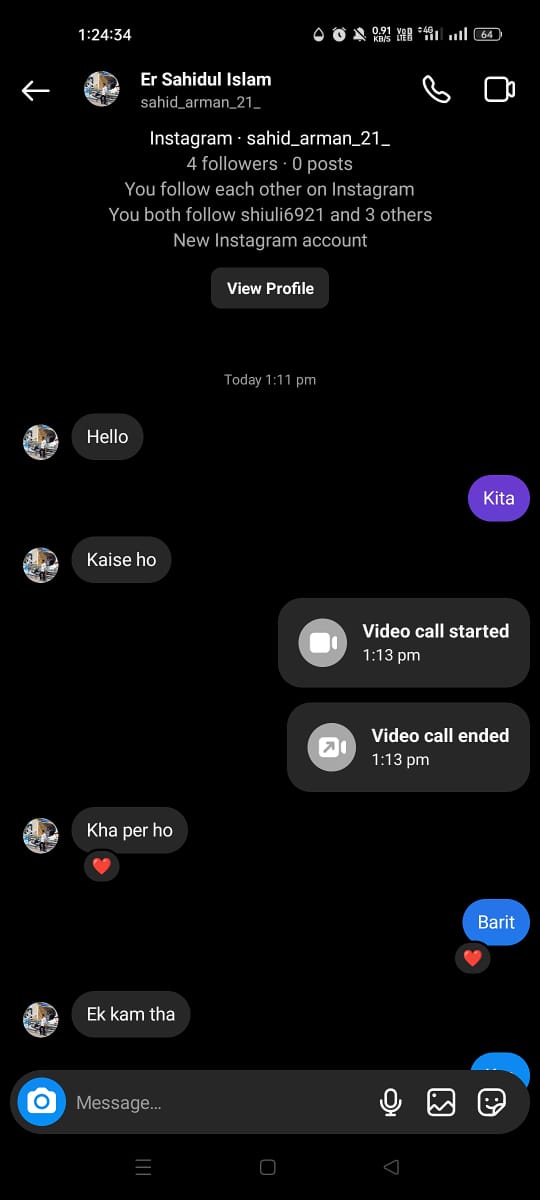 1:24:34
0.91 KB/S
4G
64
Er Sahidul Islam
sahid_arman_21_
Instagram · sahid_arman_21_
4 followers · 0 posts
You follow each other on Instagram
You both follow shiuli6921 and 3 others
New Instagram account
View Profile
Today 1:11 pm
Hello
Kita
Kaise ho
Video call started
1:13 pm
Video call ended
1:13 pm
Kha per ho
Barit
Ek kam tha
Message...